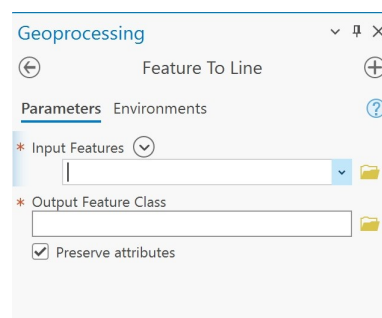 Geoprocessing
Feature To Line
Parameters Environments
* Input Features
* Output Feature Class
Preserve attributes